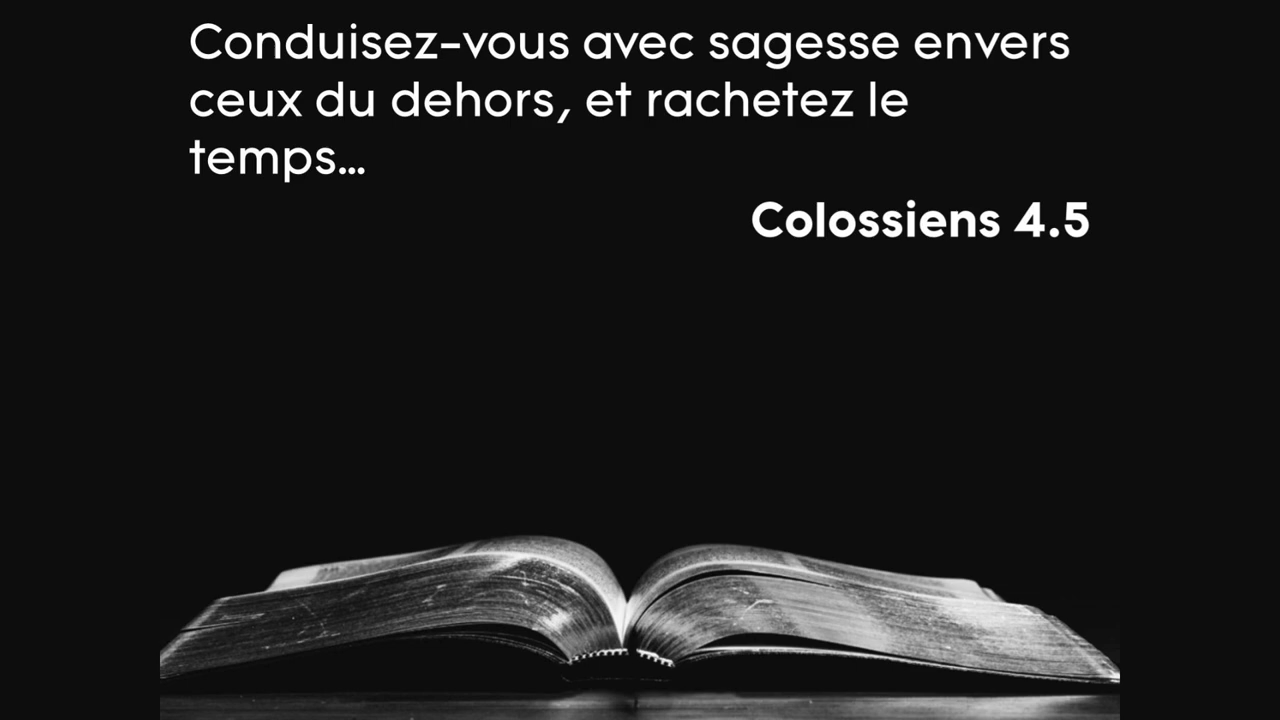 Conduisez-vous avec sagesse envers
ceux du dehors, et rachetez le
temps...
Colossiens 4.5